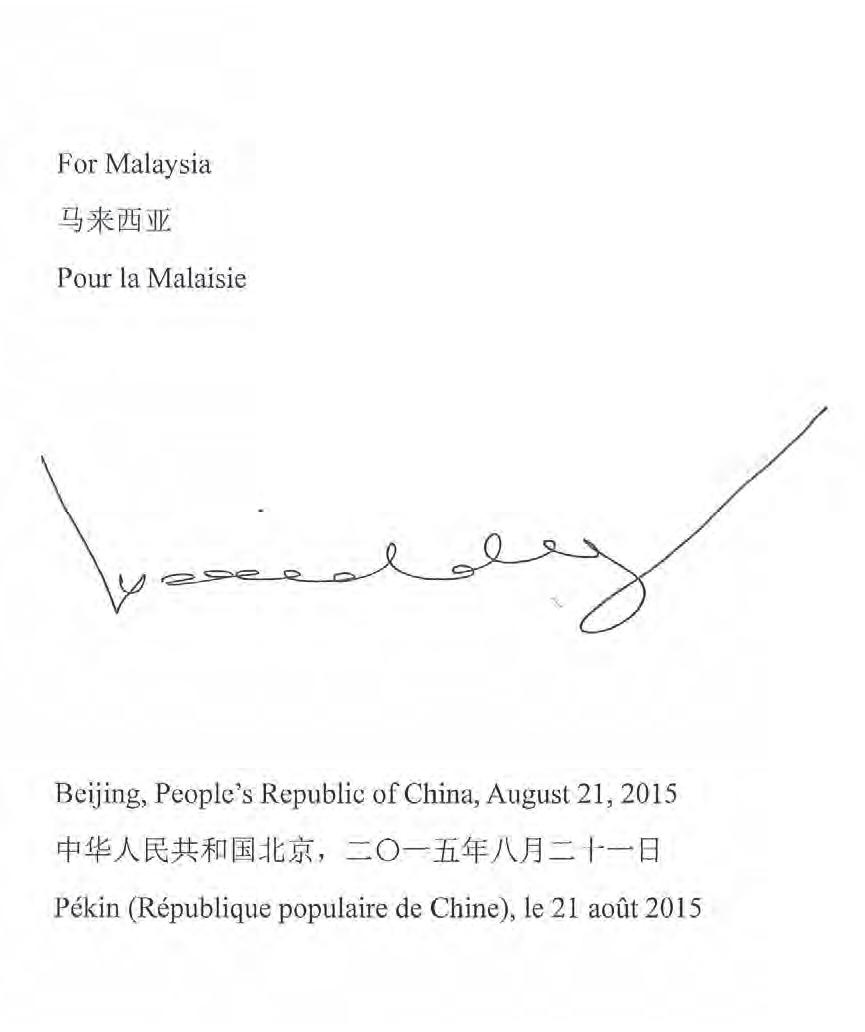 For Malaysia
马来西亚
Pour la Malaisie
Beijing, People's Republic of China, August 21, 2015
中华人民共和国北京，二〇一五年八月二十一日
Pékin (République populaire de Chine), le 21 août 2015